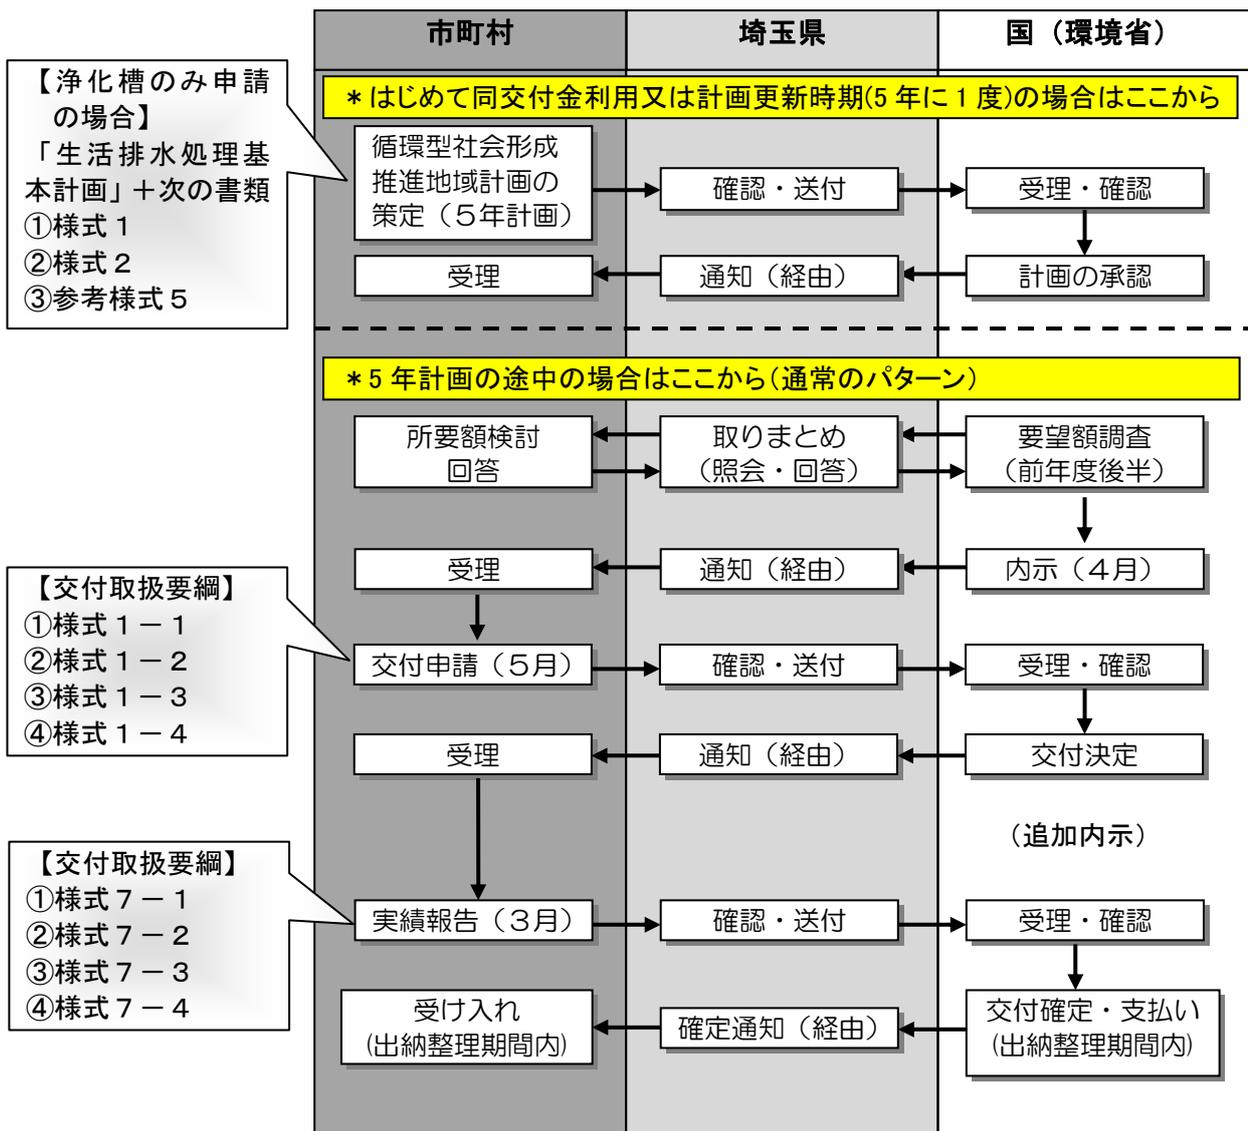 市町村
埼玉県
国（環境省）
【浄化槽のみ申請
の場合】
「生活排水処理基
本計画」＋次の書類
①様式１
②様式２
③参考様式５
＊はじめて同交付金利用又は計画更新時期(5年に1度)の場合はここから
循環型社会形成
推進地域計画の
策定（５年計画）
確認・送付
受理・確認
受理
通知（経由）
計画の承認
＊5年計画の途中の場合はここから(通常のパターン)
所要額検討
回答
取りまとめ
(照会・回答)
要望額調査
(前年度後半)
受理
通知（経由）
内示（４月）
【交付取扱要綱】
①様式１－１
②様式１－２
③様式１－３
④様式１－４
交付申請（５月）
確認・送付
受理・確認
受理
通知（経由）
交付決定
（追加内示）
【交付取扱要綱】
①様式７－１
②様式７－２
③様式７－３
④様式７－４
実績報告（３月）
確認・送付
受理・確認
受け入れ
(出納整理期間内)
確定通知（経由）
交付確定・支払い
(出納整理期間内)